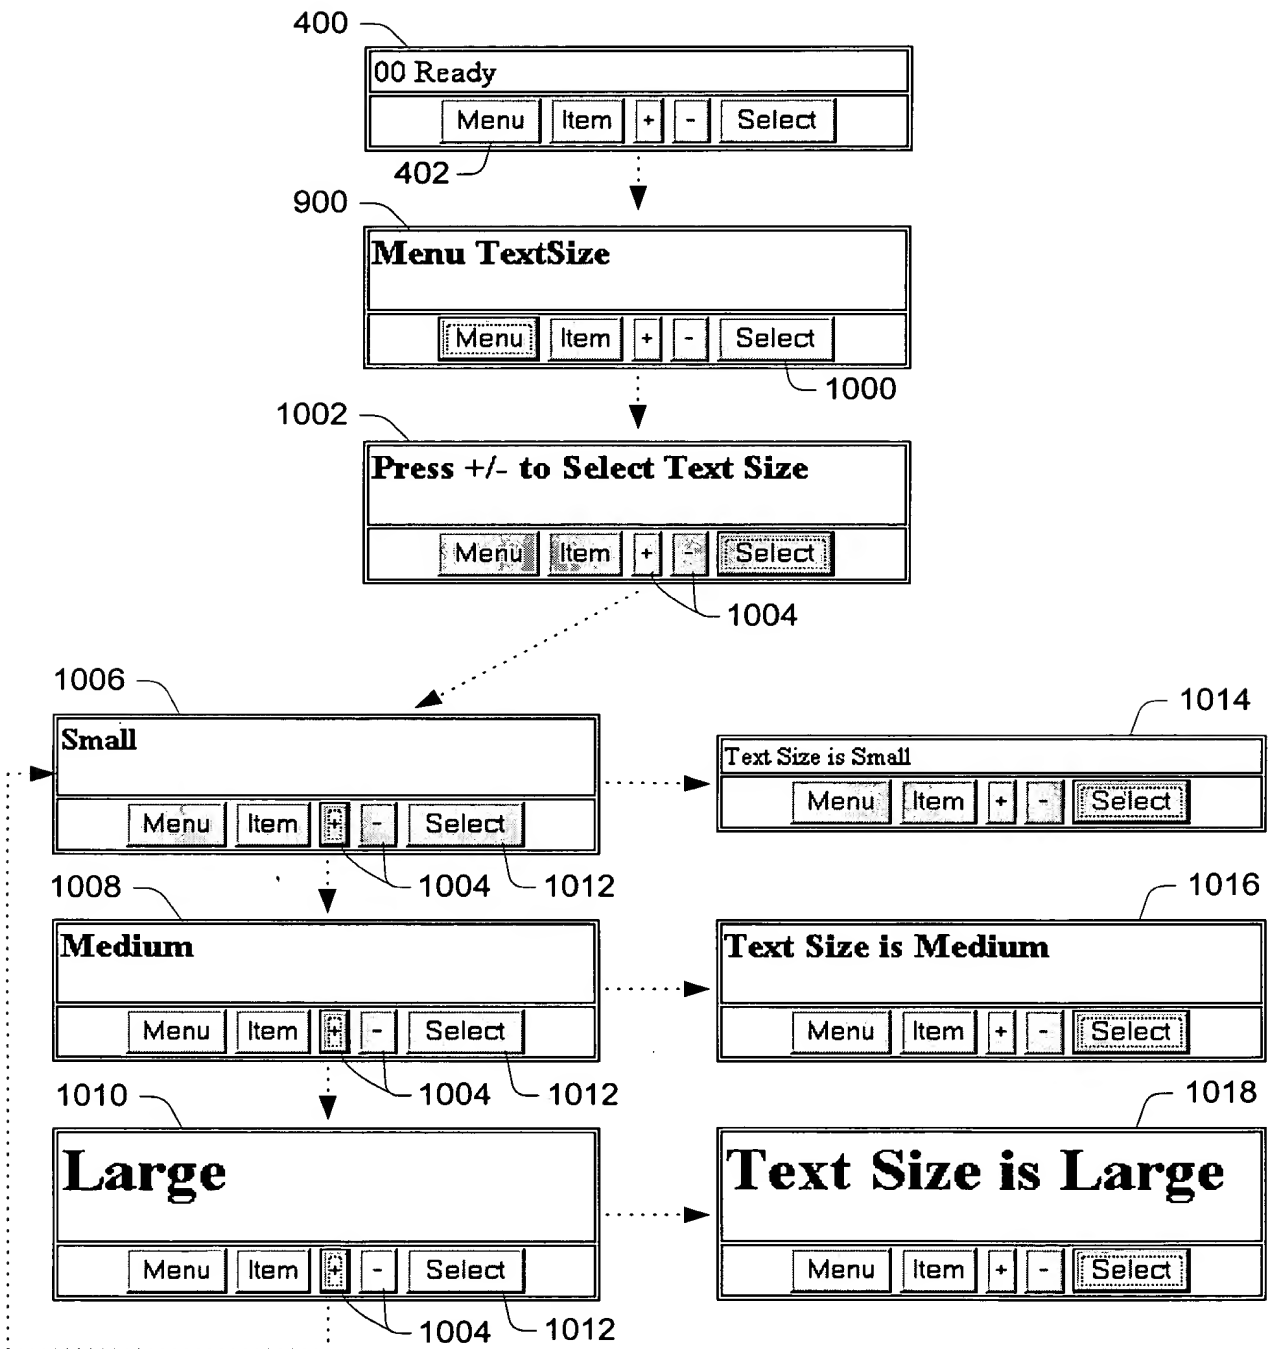 400
00 Ready
Menu Item + - Select
402
900
Menu TextSize
Menu Item + - Select
1000
1002
Press +/- to Select Text Size
Menu Item + - Select
1004
1006
Small
Menu Item + - Select
1004 1012
1014
Text Size is Small
Menu Item + - Select
1008
Medium
Menu Item + - Select
1004 1012
1016
Text Size is Medium
Menu Item + - Select
1010
Large
Menu Item + - Select
1004 1012
1018
Text Size is Large
Menu Item + - Select